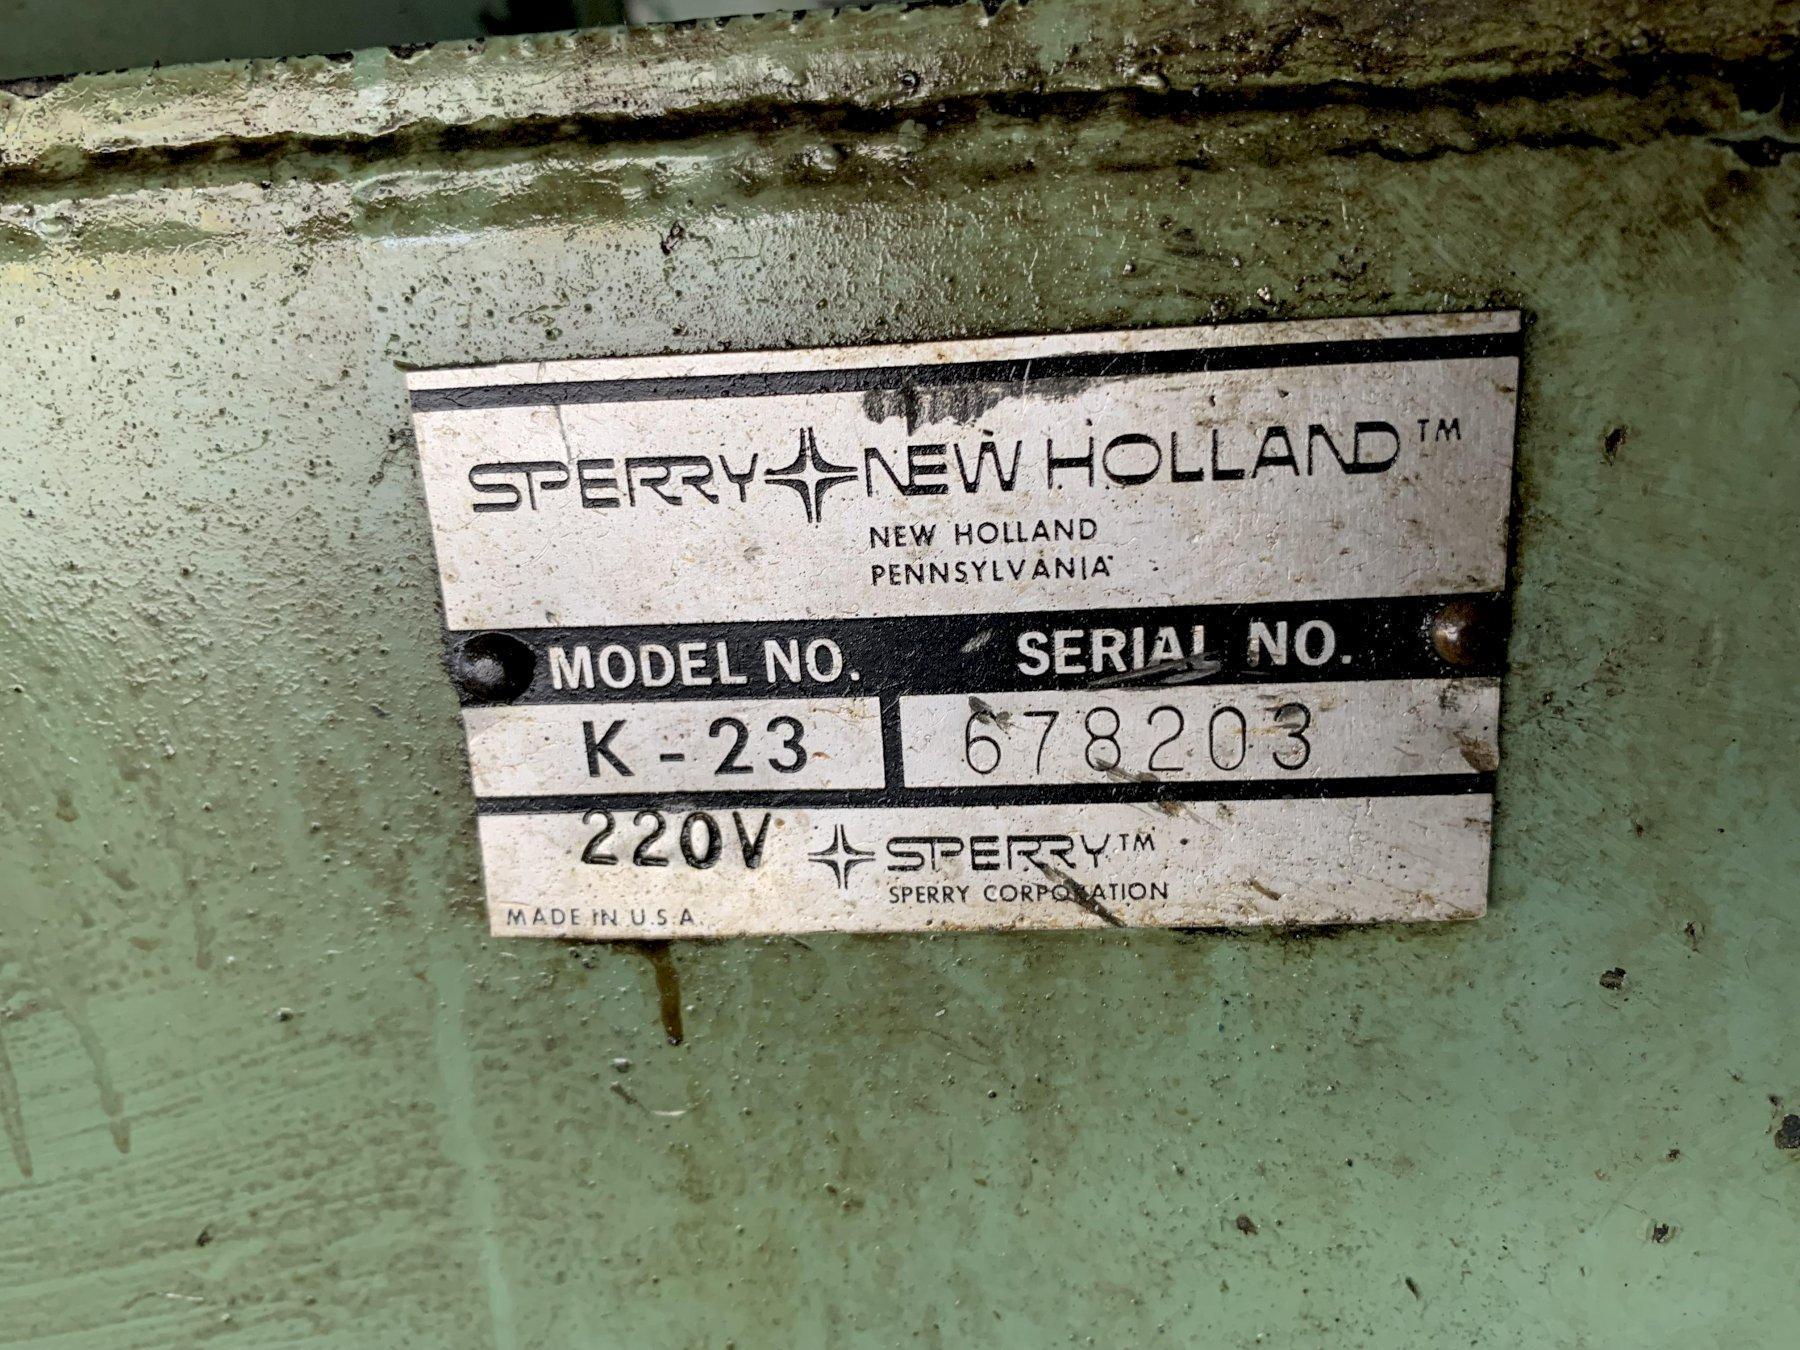 SPERRY NEW HOLLAND™
NEW HOLLAND
PENNSYLVANIA
MODEL NO. SERIAL NO.
K-23 678203
220V SPERRY™
SPERRY CORPORATION
MADE IN U.S.A.